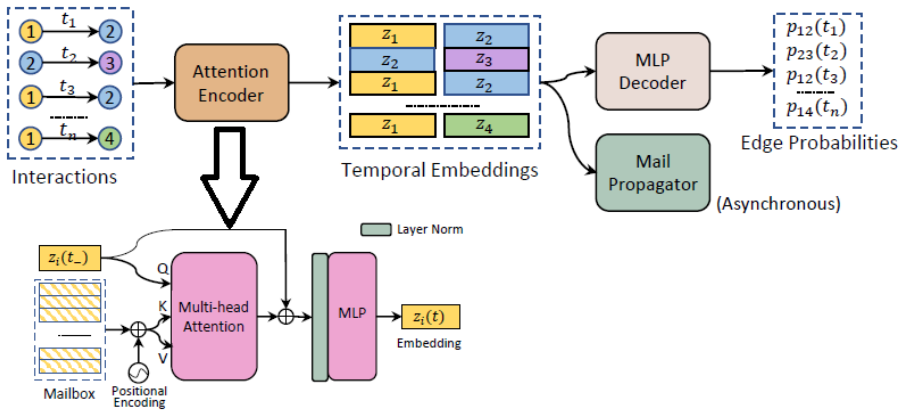 1 t₁ 2
2 t₂ 3
1 t₃ 2
1 tₙ 4
Interactions
Attention
Encoder
z₁ z₂
z₂ z₃
z₁ z₂
z₁ z₄
Temporal Embeddings
MLP
Decoder
Mail
Propagator
(Asynchronous)
p₁₂(t₁)
p₂₃(t₂)
p₁₂(t₃)
p₁₄(tₙ)
Edge Probabilities
Layer Norm
zᵢ(t₋)
Mailbox
Positional
Encoding
Q
K
V
Multi-head
Attention
MLP
zᵢ(t)
Embedding